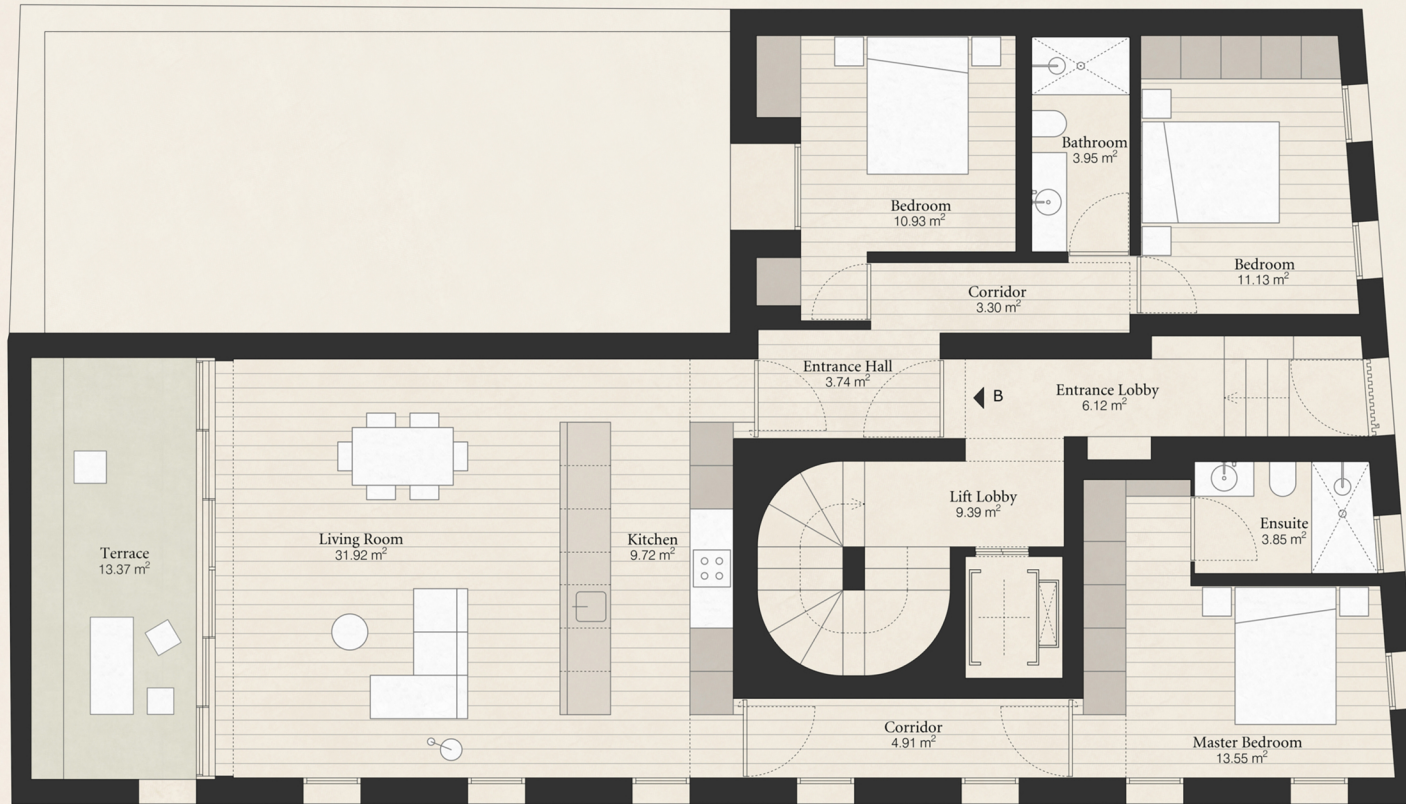 Bedroom
10.93 m²
Bathroom
3.95 m²
Bedroom
11.13 m²
Corridor
3.30 m²
Entrance Hall
3.74 m²
B
Entrance Lobby
6.12 m²
Lift Lobby
9.39 m²
Ensuite
3.85 m²
Terrace
13.37 m²
Living Room
31.92 m²
Kitchen
9.72 m²
Corridor
4.91 m²
Master Bedroom
13.55 m²